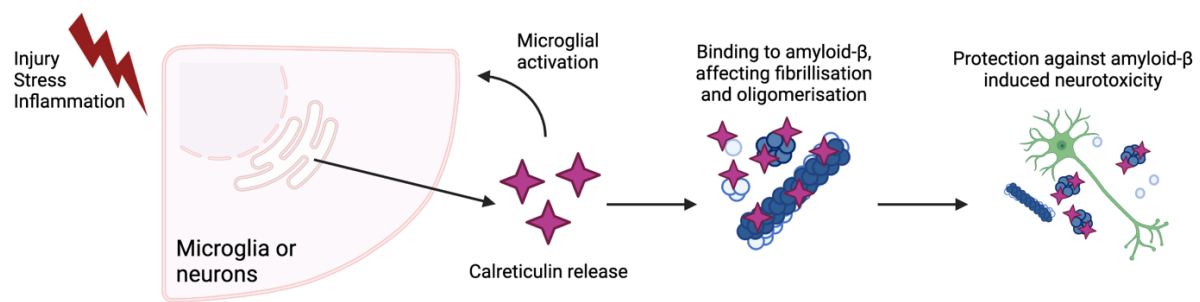 Injury
Stress
Inflammation
Microglia or
neurons
Microglial
activation
Calreticulin release
Binding to amyloid-β,
affecting fibrillisation
and oligomerisation
Protection against amyloid-β
induced neurotoxicity